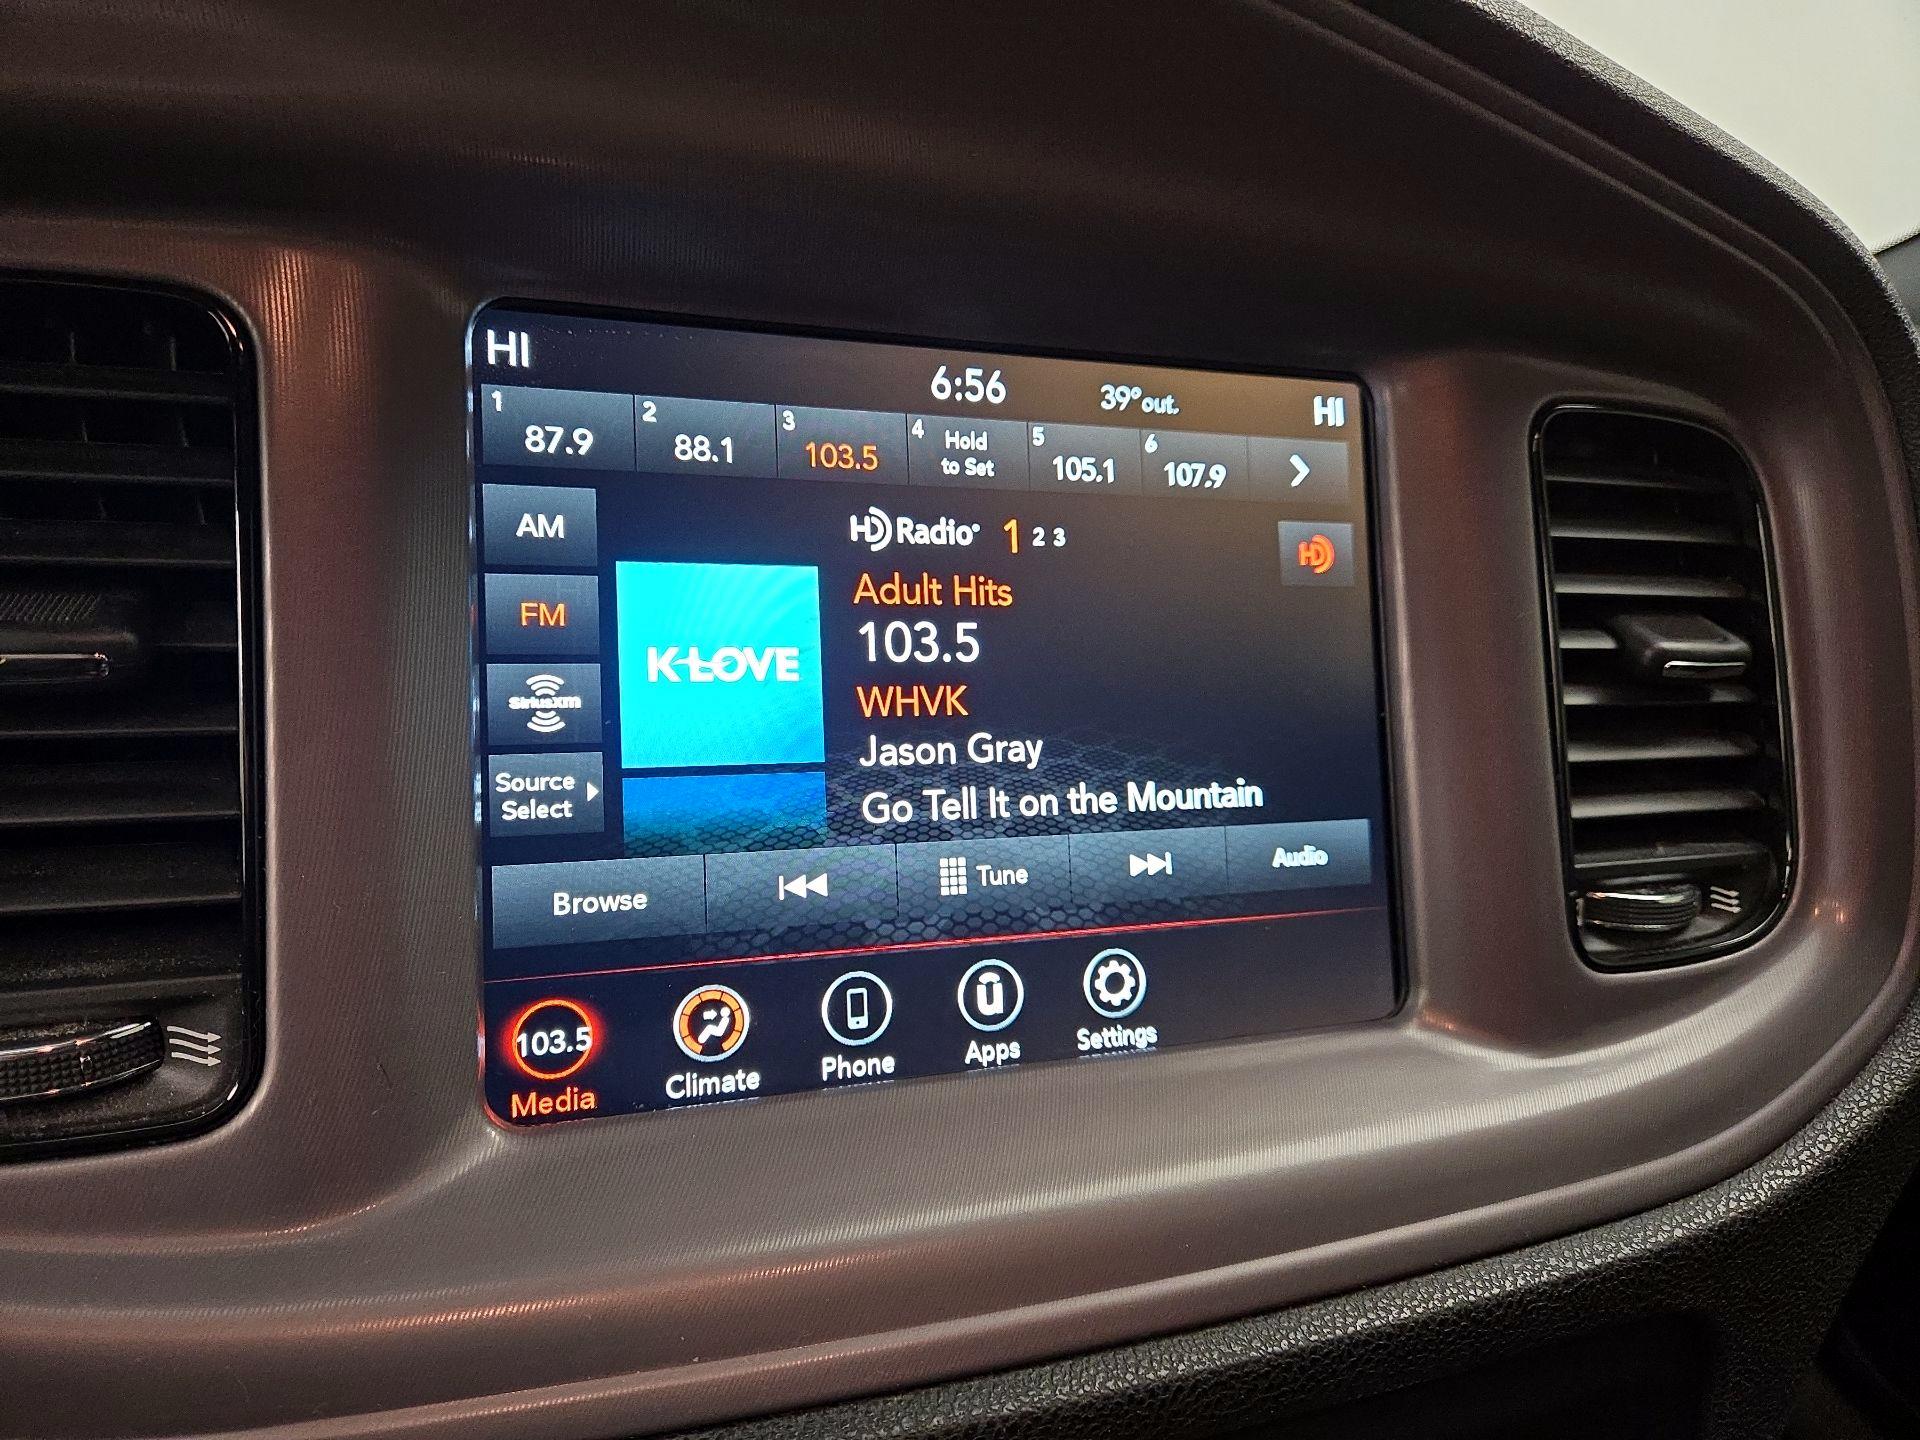 HI
6:56
39° out.
HI
1 87.9
2 88.1
3 103.5
4 Hold to Set
5 105.1
6 107.9
AM
FM
SiriusXM
Source
Select
K-LOVE
HD Radio 1 2 3
HD
Adult Hits
103.5
WHVK
Jason Gray
Go Tell It on the Mountain
Browse
Tune
Audio
103.5
Media
Climate
Phone
u
Apps
Settings